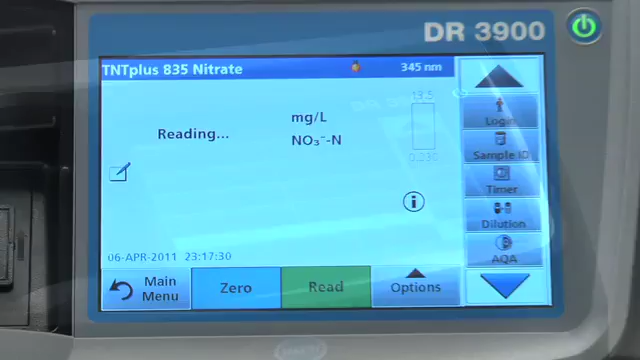 DR 3900
TNTplus 835 Nitrate
345 nm
Reading...
mg/L
NO₃⁻-N
13.5
0.230
Login
Sample ID
Timer
Dilution
AQA
06-APR-2011 23:17:30
Main
Menu
Zero
Read
Options